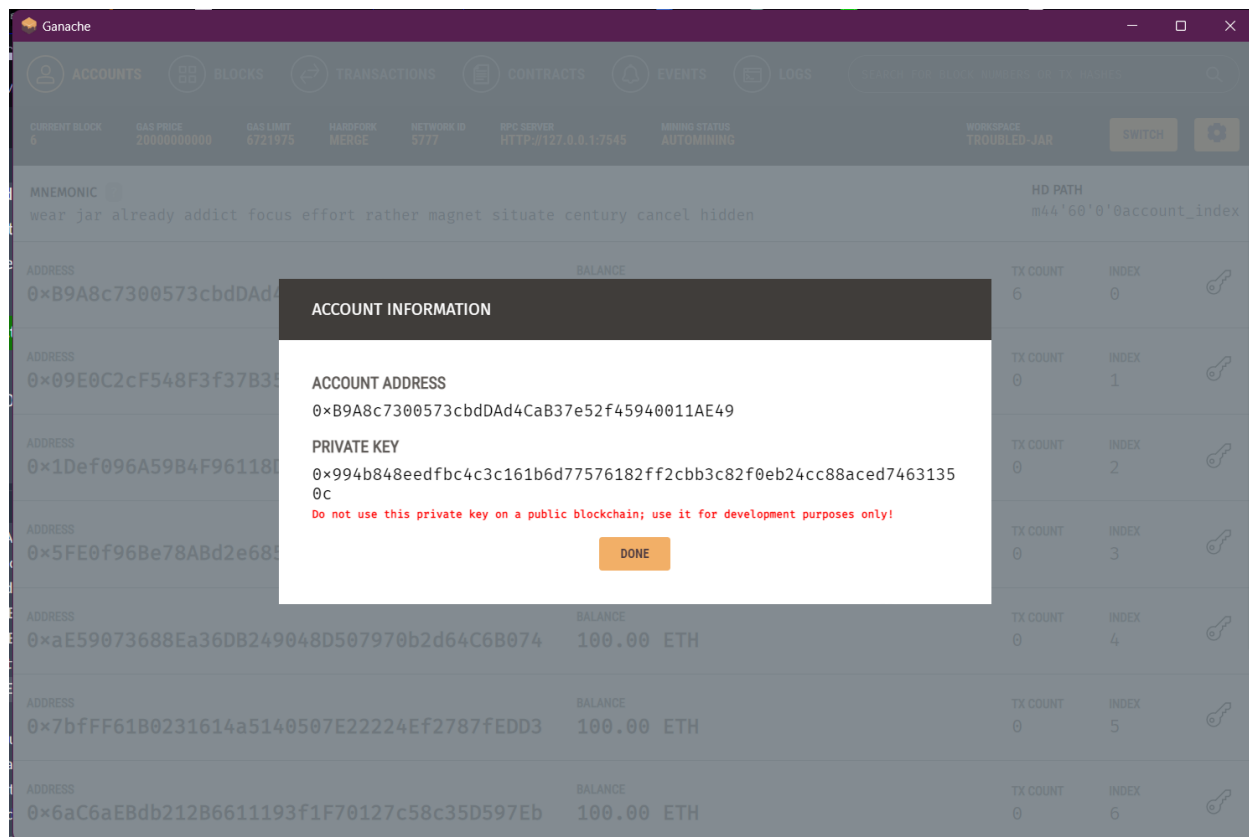 Ganache
ACCOUNTS BLOCKS TRANSACTIONS CONTRACTS EVENTS LOGS SEARCH FOR BLOCK NUMBERS OR TX HASHES
CURRENT BLOCK GAS PRICE GAS LIMIT HARDFORK NETWORK ID RPC SERVER MINING STATUS WORKSPACE
6 20000000000 6721975 MERGE 5777 HTTP://127.0.0.1:7545 AUTOMINING TROUBLED-JAR SWITCH
MNEMONIC HD PATH
wear jar already addict focus effort rather magnet situate century cancel hidden m44'60'0'0account_index
ADDRESS BALANCE TX COUNT INDEX
0×B9A8c7300573cbdDAd4 6 0
ACCOUNT INFORMATION
ADDRESS TX COUNT INDEX
0×09E0C2cF548F3f37B35 0 1
ACCOUNT ADDRESS
0×B9A8c7300573cbdDAd4CaB37e52f45940011AE49
PRIVATE KEY
ADDRESS TX COUNT INDEX
0×1Def096A59B4F96118D 0 2
0×994b848eedfbc4c3c161b6d77576182ff2cbb3c82f0eb24cc88aced7463135
0c
Do not use this private key on a public blockchain; use it for development purposes only!
ADDRESS TX COUNT INDEX
0×5FE0f96Be78ABd2e685 0 3
DONE
ADDRESS BALANCE TX COUNT INDEX
0×aE59073688Ea36DB249048D507970b2d64C6B074 100.00 ETH 0 4
ADDRESS BALANCE TX COUNT INDEX
0×7bfFF61B0231614a5140507E22224Ef2787fEDD3 100.00 ETH 0 5
ADDRESS BALANCE TX COUNT INDEX
0×6aC6aEBdb212B6611193f1F70127c58c35D597Eb 100.00 ETH 0 6